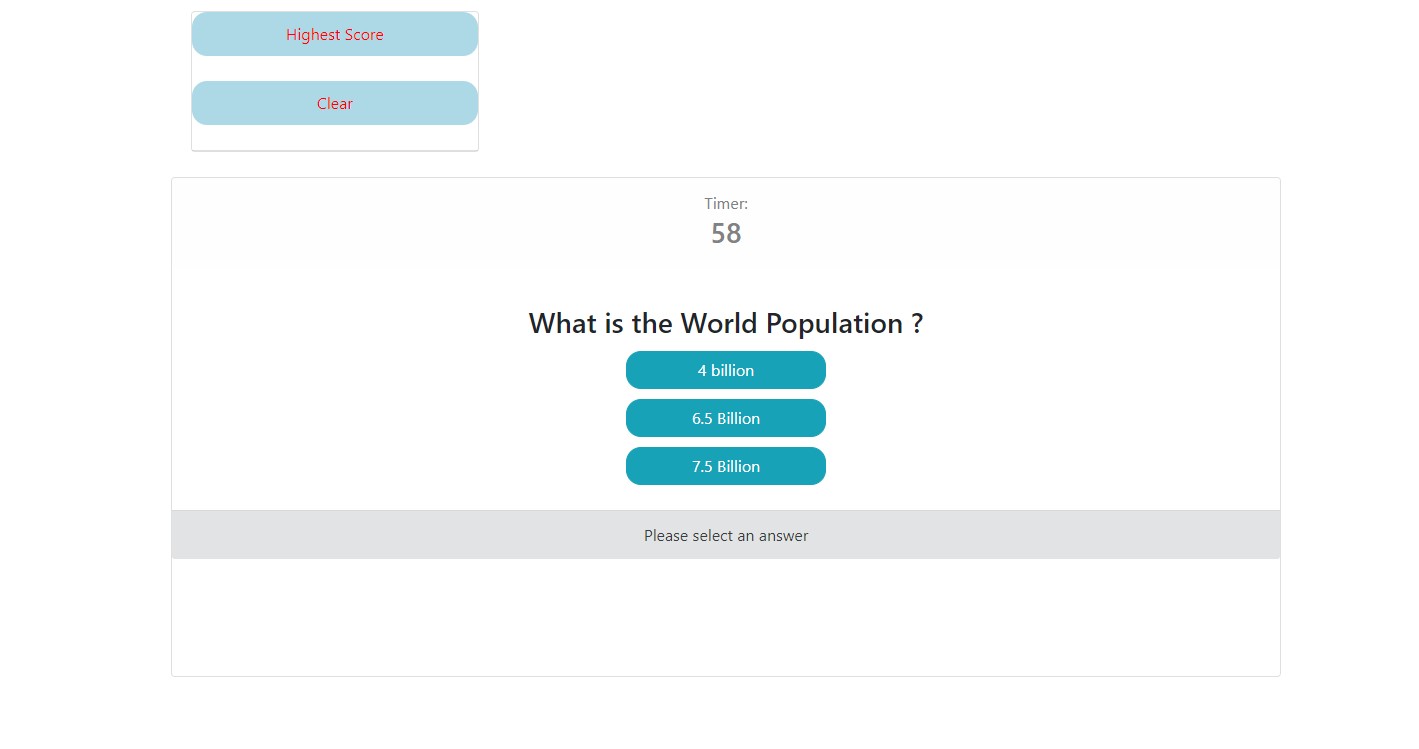 Highest Score
Clear
Timer:
58
What is the World Population ?
4 billion
6.5 Billion
7.5 Billion
Please select an answer